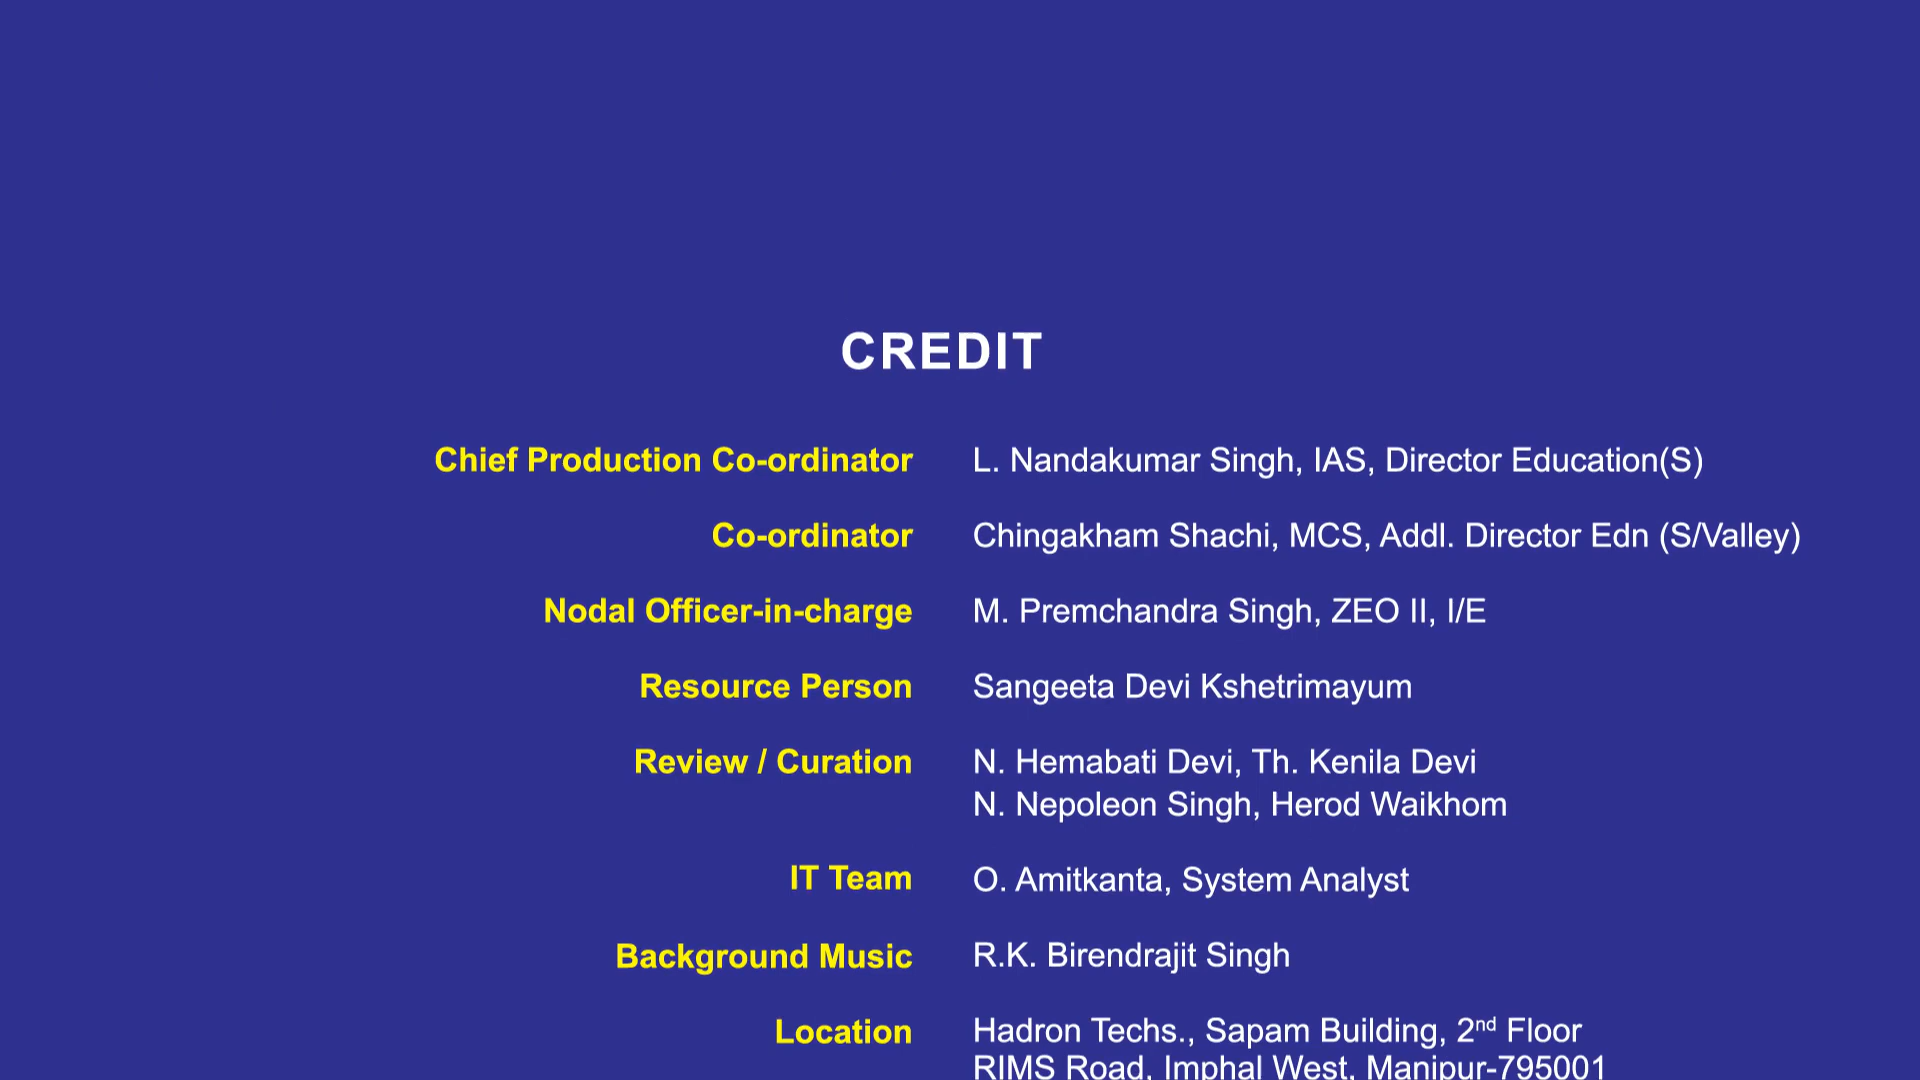 CREDIT
Chief Production Co-ordinator L. Nandakumar Singh, IAS, Director Education(S)
Co-ordinator Chingakham Shachi, MCS, Addl. Director Edn (S/Valley)
Nodal Officer-in-charge M. Premchandra Singh, ZEO II, I/E
Resource Person Sangeeta Devi Kshetrimayum
Review / Curation N. Hemabati Devi, Th. Kenila Devi
N. Nepoleon Singh, Herod Waikhom
IT Team O. Amitkanta, System Analyst
Background Music R.K. Birendrajit Singh
Location Hadron Techs., Sapam Building, 2nd Floor
RIMS Road, Imphal West, Manipur-795001